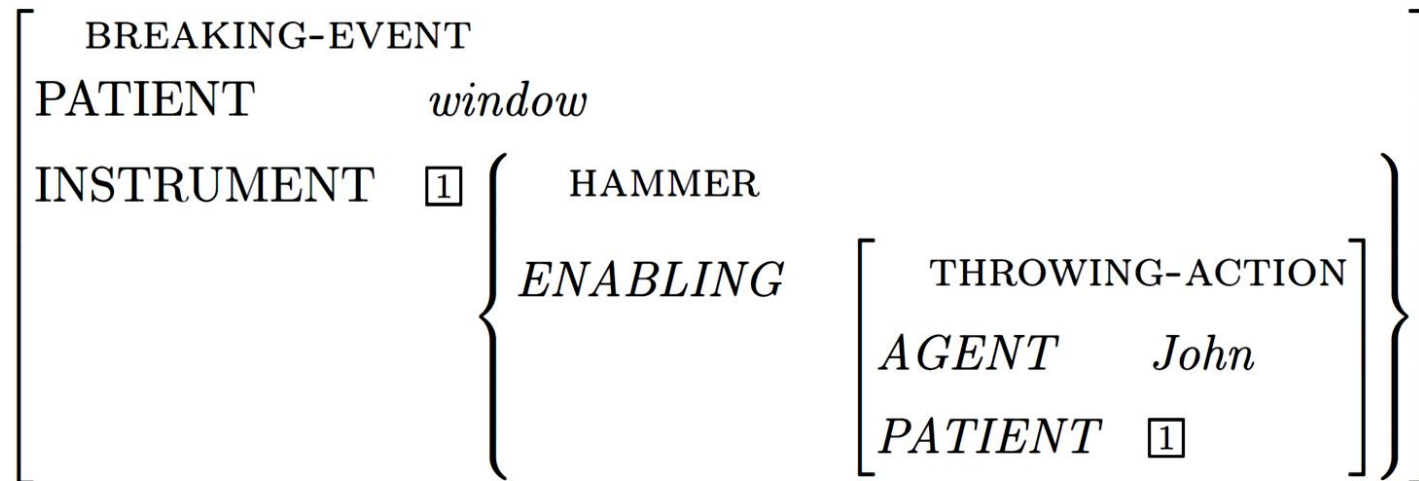 BREAKING-EVENT
PATIENT window
INSTRUMENT 1 HAMMER
ENABLING THROWING-ACTION
AGENT John
PATIENT 1